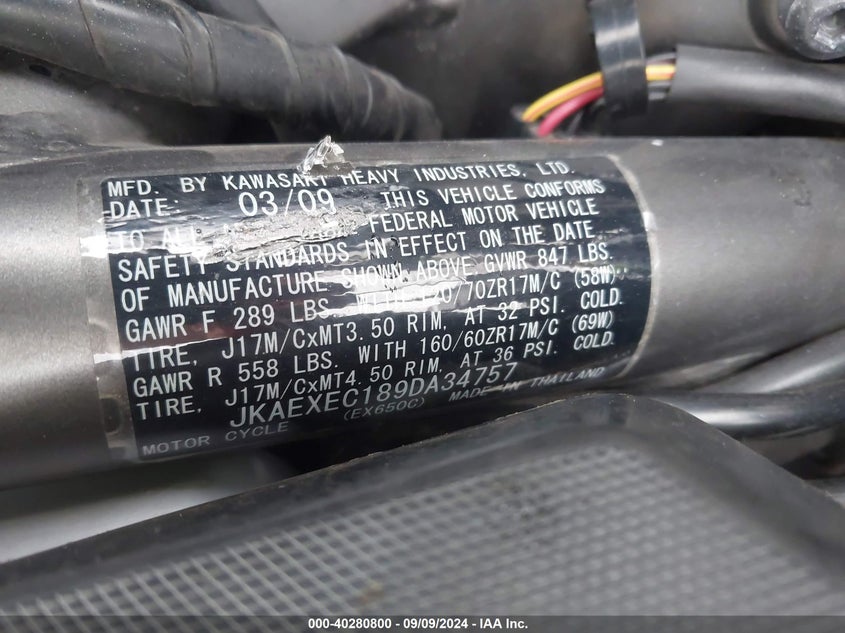 MFD. BY KAWASAKI HEAVY INDUSTRIES, LTD.
DATE: 03/09 THIS VEHICLE CONFORMS
TO ALL FEDERAL MOTOR VEHICLE
SAFETY STANDARDS IN EFFECT ON THE DATE
OF MANUFACTURE SHOWN ABOVE GVWR 847 LBS.
GAWR F 289 LBS. WITH 120/70ZR17M/C (58W)
TIRE, J17M/CxMT3.50 RIM, AT 32 PSI. COLD.
GAWR R 558 LBS. WITH 160/60ZR17M/C (69W)
TIRE, J17M/CxMT4.50 RIM, AT 36 PSI. COLD.
JKAEXEC189DA34757
MOTOR CYCLE (EX650C) MADE IN THAILAND
000-40280800 - 09/09/2024 - IAA Inc.